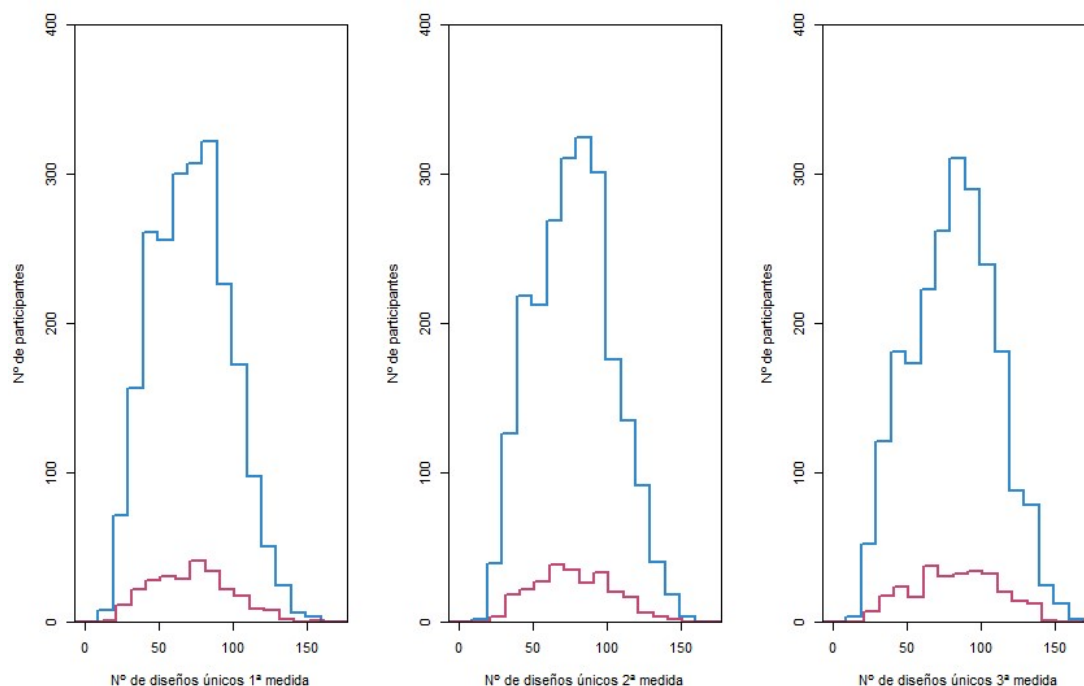 400
300
200
100
0
Nº de participantes
0 50 100 150
Nº de diseños únicos 1ª medida
400
300
200
100
0
Nº de participantes
0 50 100 150
Nº de diseños únicos 2ª medida
400
300
200
100
0
Nº de participantes
0 50 100 150
Nº de diseños únicos 3ª medida